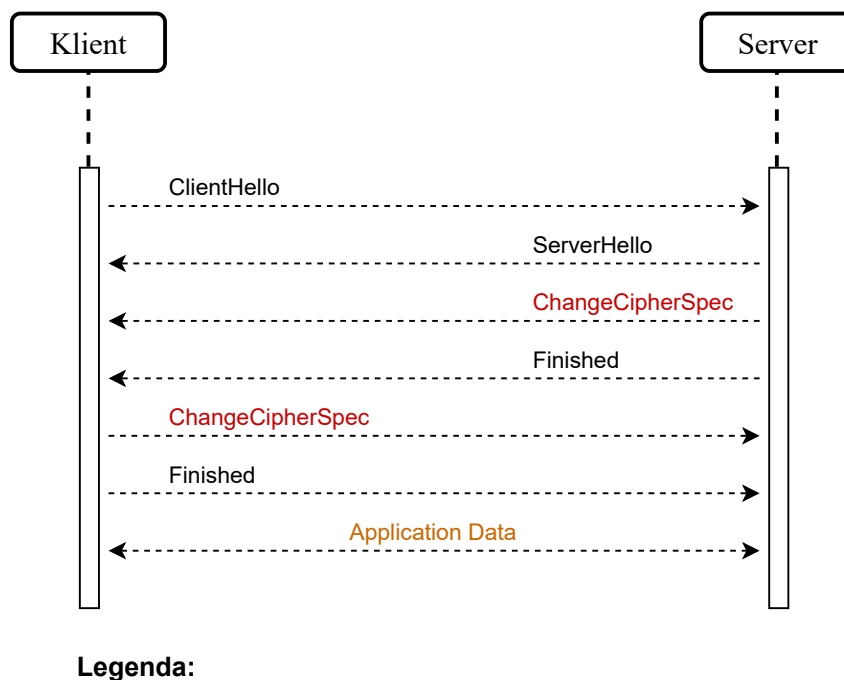 Klient
Server
ClientHello
ServerHello
ChangeCipherSpec
Finished
ChangeCipherSpec
Finished
Application Data
Legenda: